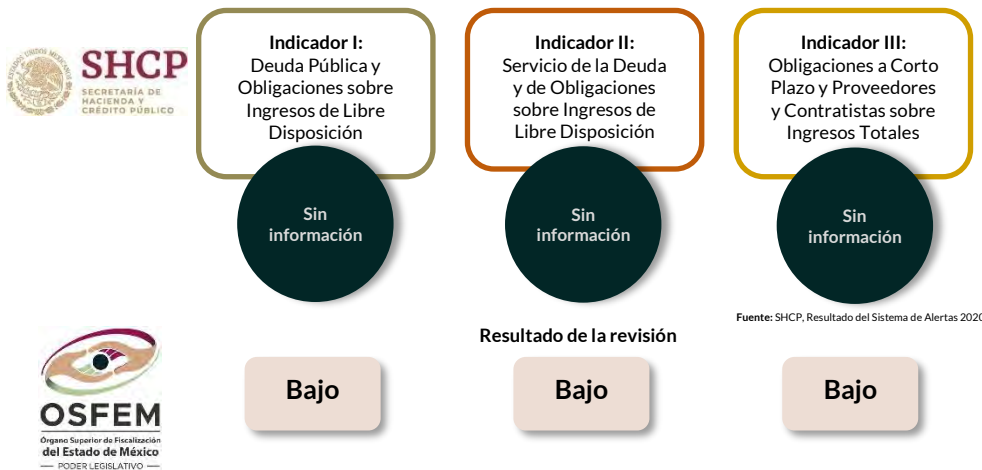 SHCP
SECRETARÍA DE
HACIENDA Y
CRÉDITO PÚBLICO
Indicador I:
Deuda Pública y
Obligaciones sobre
Ingresos de Libre
Disposición
Indicador II:
Servicio de la Deuda
y de Obligaciones
sobre Ingresos de
Libre Disposición
Indicador III:
Obligaciones a Corto
Plazo y Proveedores
y Contratistas sobre
Ingresos Totales
Sin
información
Sin
información
Sin
información
Fuente: SHCP, Resultado del Sistema de Alertas 2020
Resultado de la revisión
OSFEM
Órgano Superior de Fiscalización
del Estado de México
PODER LEGISLATIVO
Bajo
Bajo
Bajo